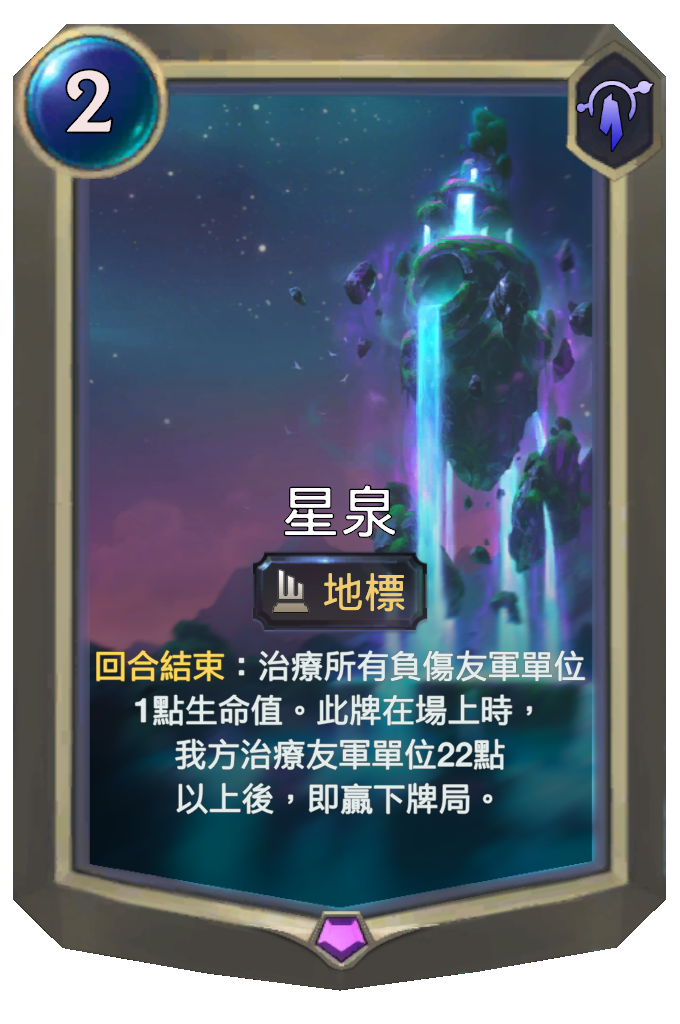 2
星泉
地標
回合結束：治療所有負傷友軍單位
1點生命值。此牌在場上時，
我方治療友軍單位22點
以上後，即贏下牌局。